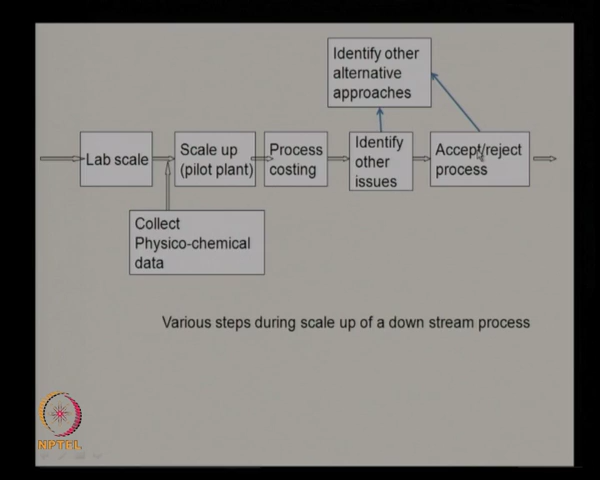 Identify other
alternative
approaches
Lab scale
Scale up
(pilot plant)
Process
costing
Identify
other
issues
Accept/reject
process
Collect
Physico-chemical
data
Various steps during scale up of a down stream process
NPTEL